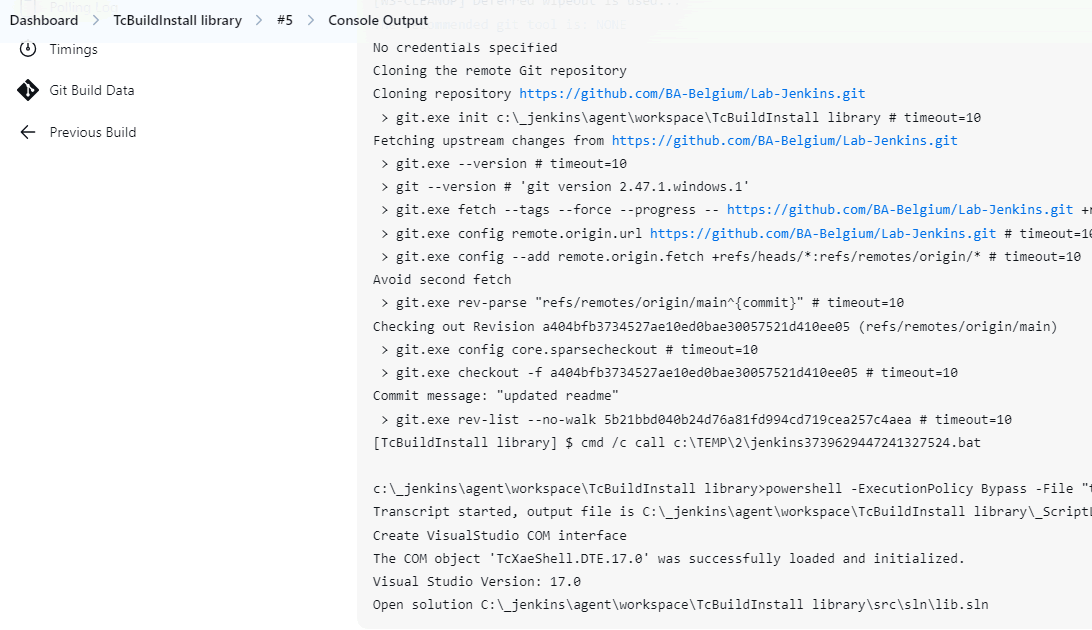 Dashboard > TcBuildInstall library > #5 > Console Output
Timings
Git Build Data
Previous Build
[WS-CLEANUP] Deferred wipeout is used...
No credentials specified
Cloning the remote Git repository
Cloning repository https://github.com/BA-Belgium/Lab-Jenkins.git
> git.exe init c:\_jenkins\agent\workspace\TcBuildInstall library # timeout=10
Fetching upstream changes from https://github.com/BA-Belgium/Lab-Jenkins.git
> git.exe --version # timeout=10
> git --version # 'git version 2.47.1.windows.1'
> git.exe fetch --tags --force --progress -- https://github.com/BA-Belgium/Lab-Jenkins.git
> git.exe config remote.origin.url https://github.com/BA-Belgium/Lab-Jenkins.git # timeout=10
> git.exe config --add remote.origin.fetch +refs/heads/*:refs/remotes/origin/* # timeout=10
Avoid second fetch
> git.exe rev-parse "refs/remotes/origin/main^{commit}" # timeout=10
Checking out Revision a404bfb3734527ae10ed0bae30057521d410ee05 (refs/remotes/origin/main)
> git.exe config core.sparsecheckout # timeout=10
> git.exe checkout -f a404bfb3734527ae10ed0bae30057521d410ee05 # timeout=10
Commit message: "updated readme"
> git.exe rev-list --no-walk 5b21bbd040b24d76a81fd994cd719cea257c4aea # timeout=10
[TcBuildInstall library] $ cmd /c call c:\TEMP\2\jenkins3739629447241327524.bat
c:\_jenkins\agent\workspace\TcBuildInstall library>powershell -ExecutionPolicy Bypass -File "t
Transcript started, output file is C:\_jenkins\agent\workspace\TcBuildInstall library\_Script
Create VisualStudio COM interface
The COM object 'TcXaeShell.DTE.17.0' was successfully loaded and initialized.
Visual Studio Version: 17.0
Open solution C:\_jenkins\agent\workspace\TcBuildInstall library\src\sln\lib.sln